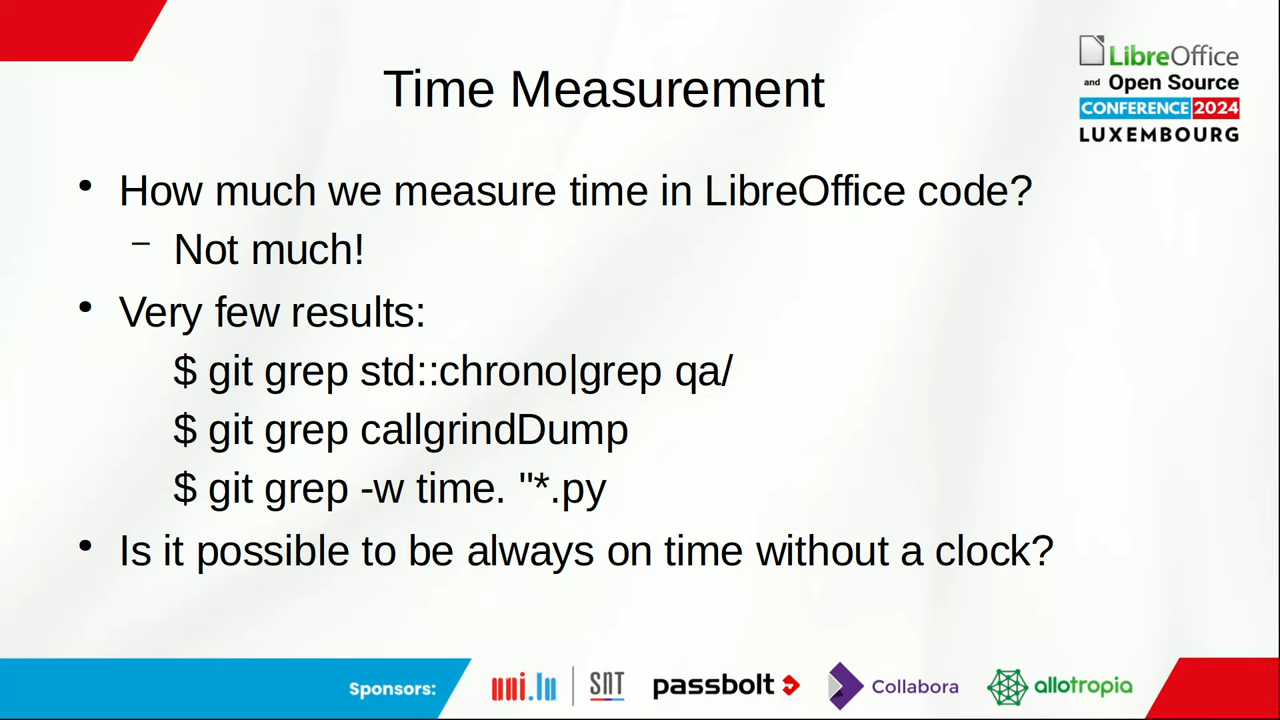 LibreOffice
and Open Source
CONFERENCE 2024
LUXEMBOURG
Time Measurement
• How much we measure time in LibreOffice code?
– Not much!
• Very few results:
$ git grep std::chrono|grep qa/
$ git grep callgrindDump
$ git grep -w time. "*.py
• Is it possible to be always on time without a clock?
Sponsors: uni.lu SNT passbolt Collabora allotropia